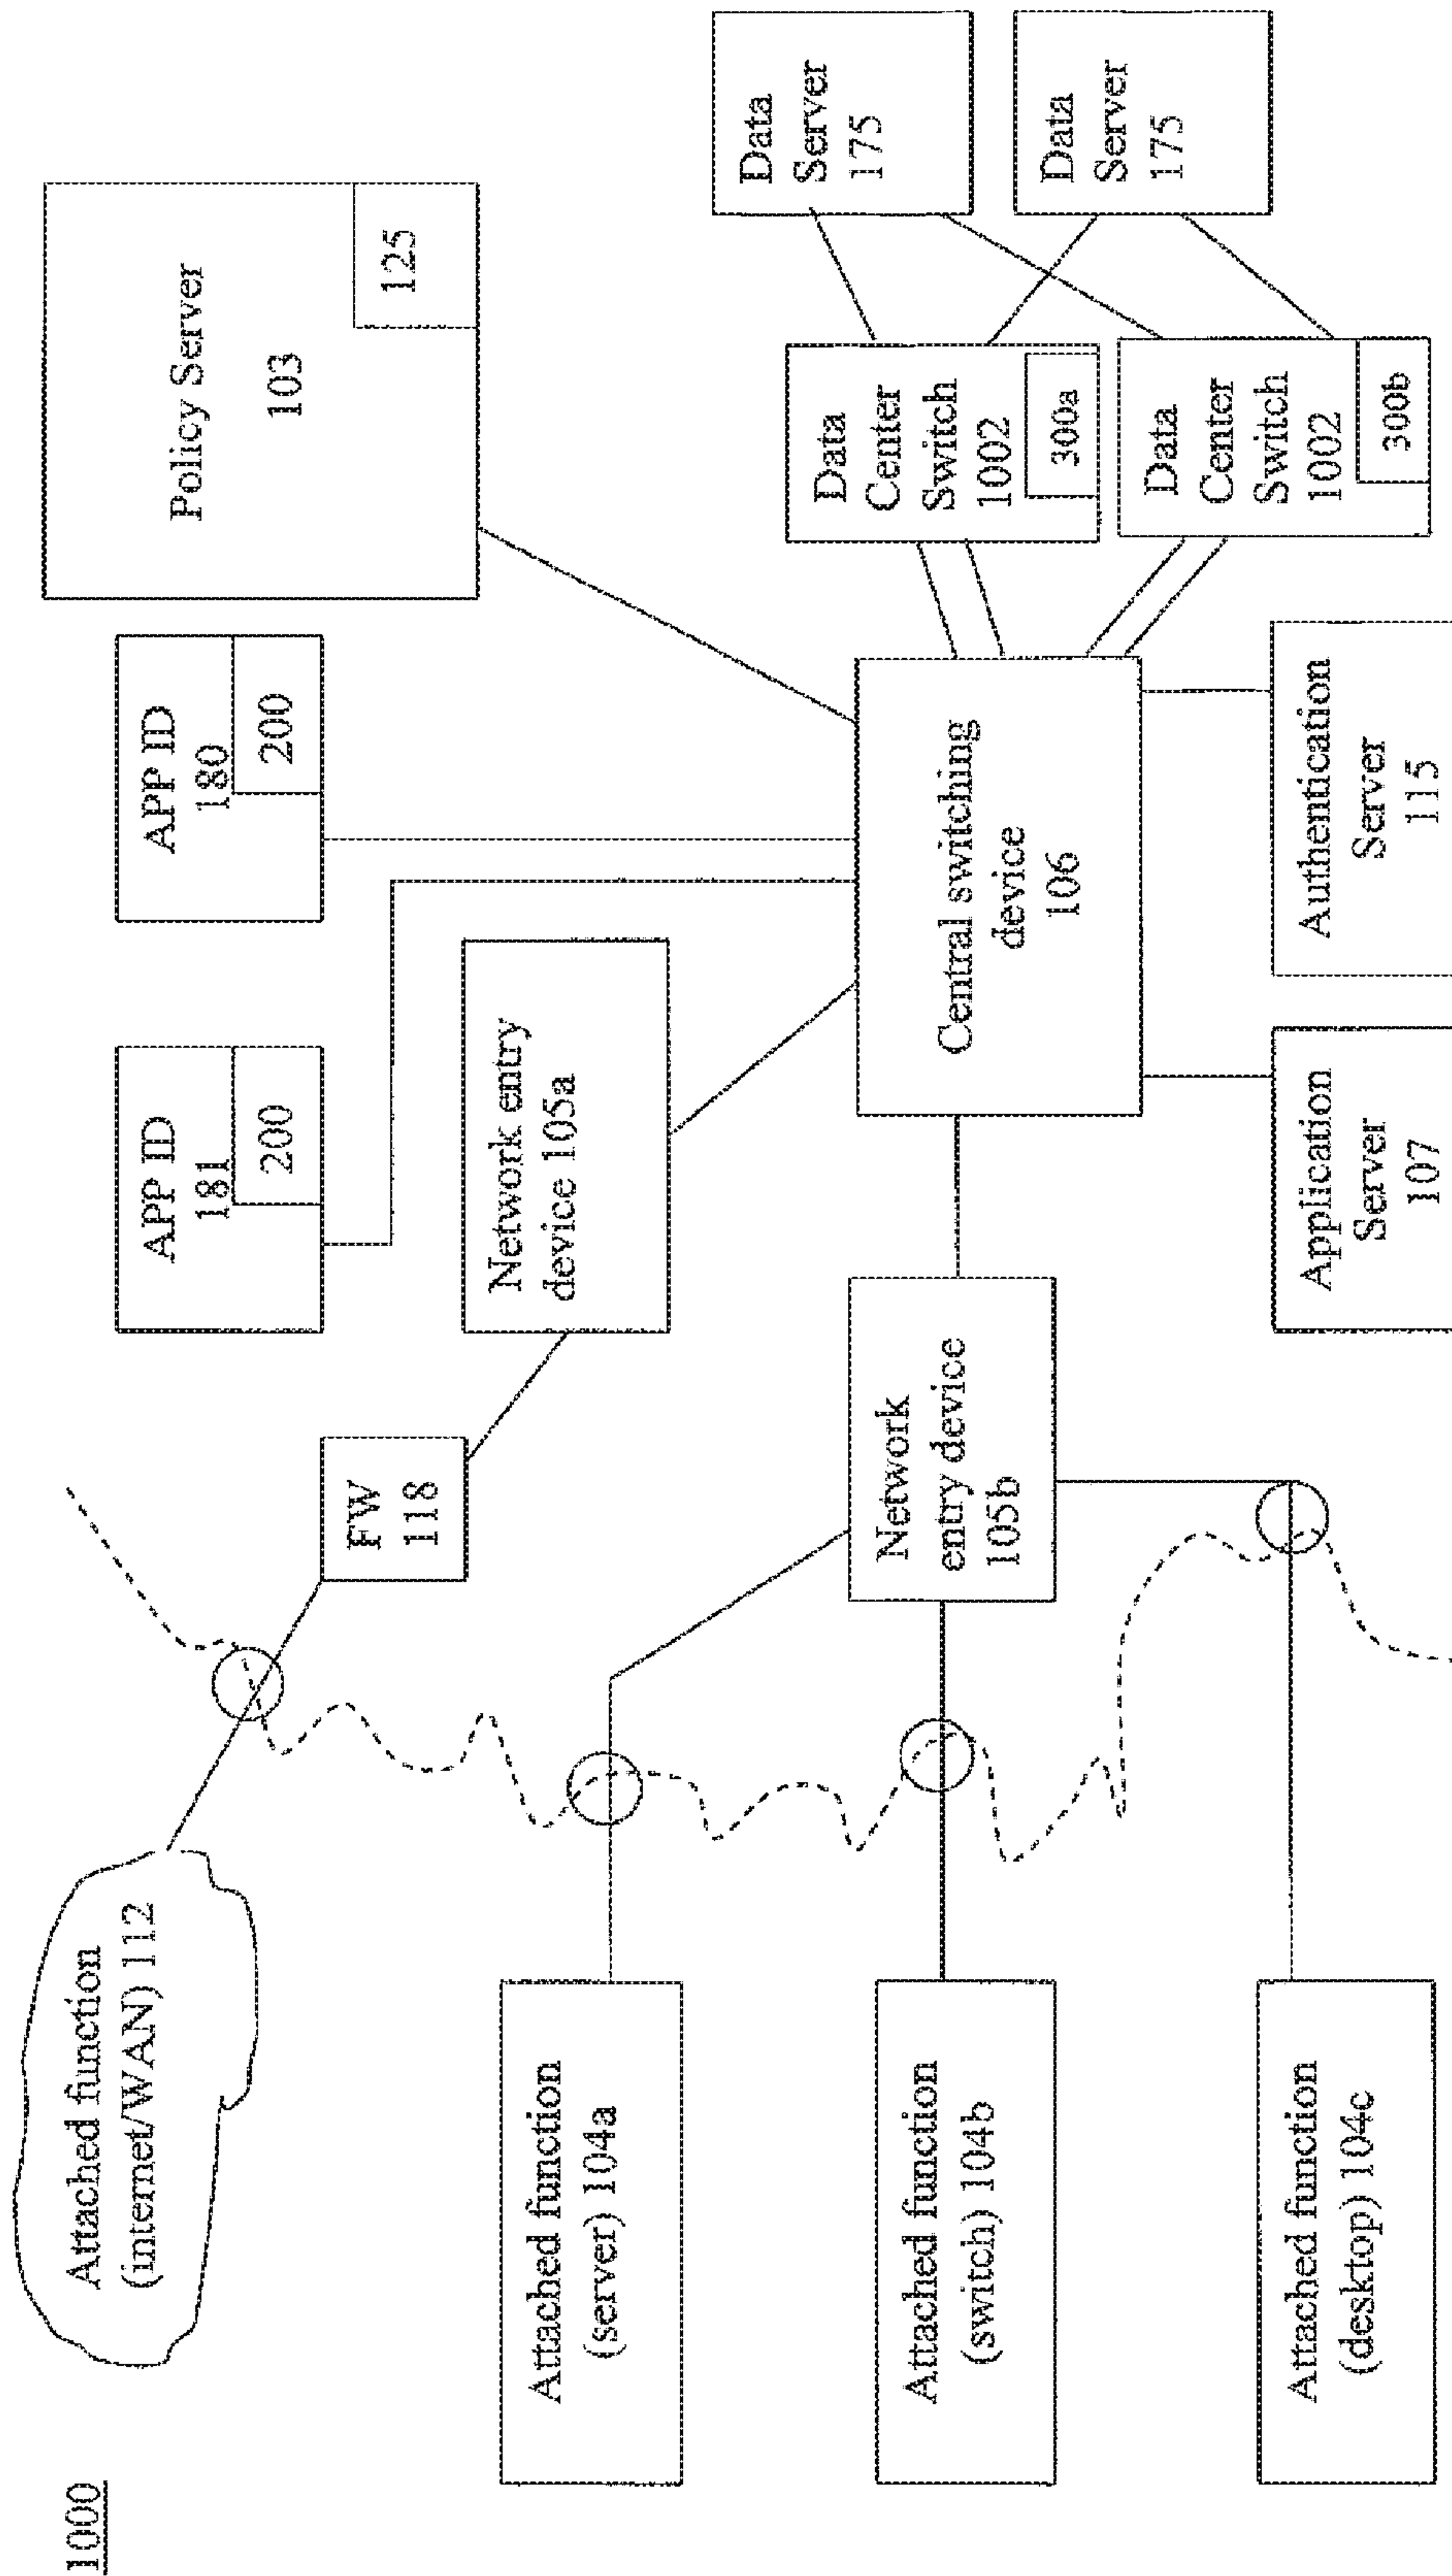 1000
Attached function
(internet/WAN) 112
Attached function
(server) 104a
Attached function
(switch) 104b
Attached function
(desktop) 104c
FW
118
Network
entry device
105b
APP ID
181
200
Network entry
device 105a
APP ID
180
200
Central switching
device
106
Application
Server
107
Authentication
Server
115
Policy Server
103
125
Data
Center
Switch
1002
300a
Data
Center
Switch
1002
300b
Data
Server
175
Data
Server
175